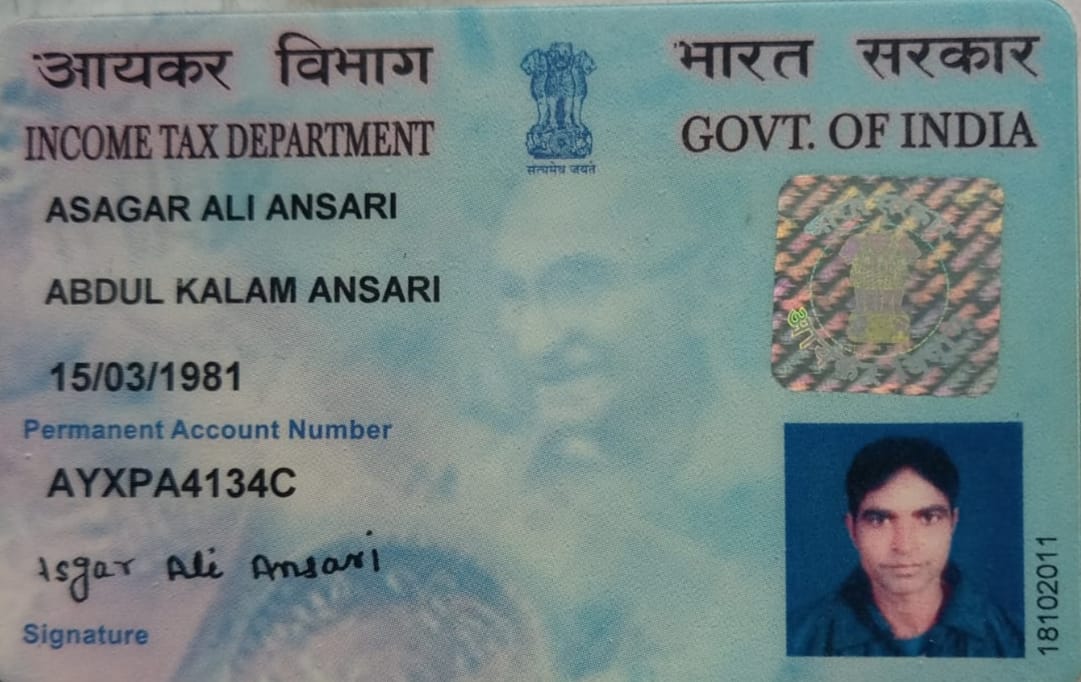 आयकर विभाग
INCOME TAX DEPARTMENT
सत्यमेव जयते
भारत सरकार
GOVT. OF INDIA
ASAGAR ALI ANSARI
ABDUL KALAM ANSARI
15/03/1981
Permanent Account Number
AYXPA4134C
Isgar Ali Ansari
Signature
18102011